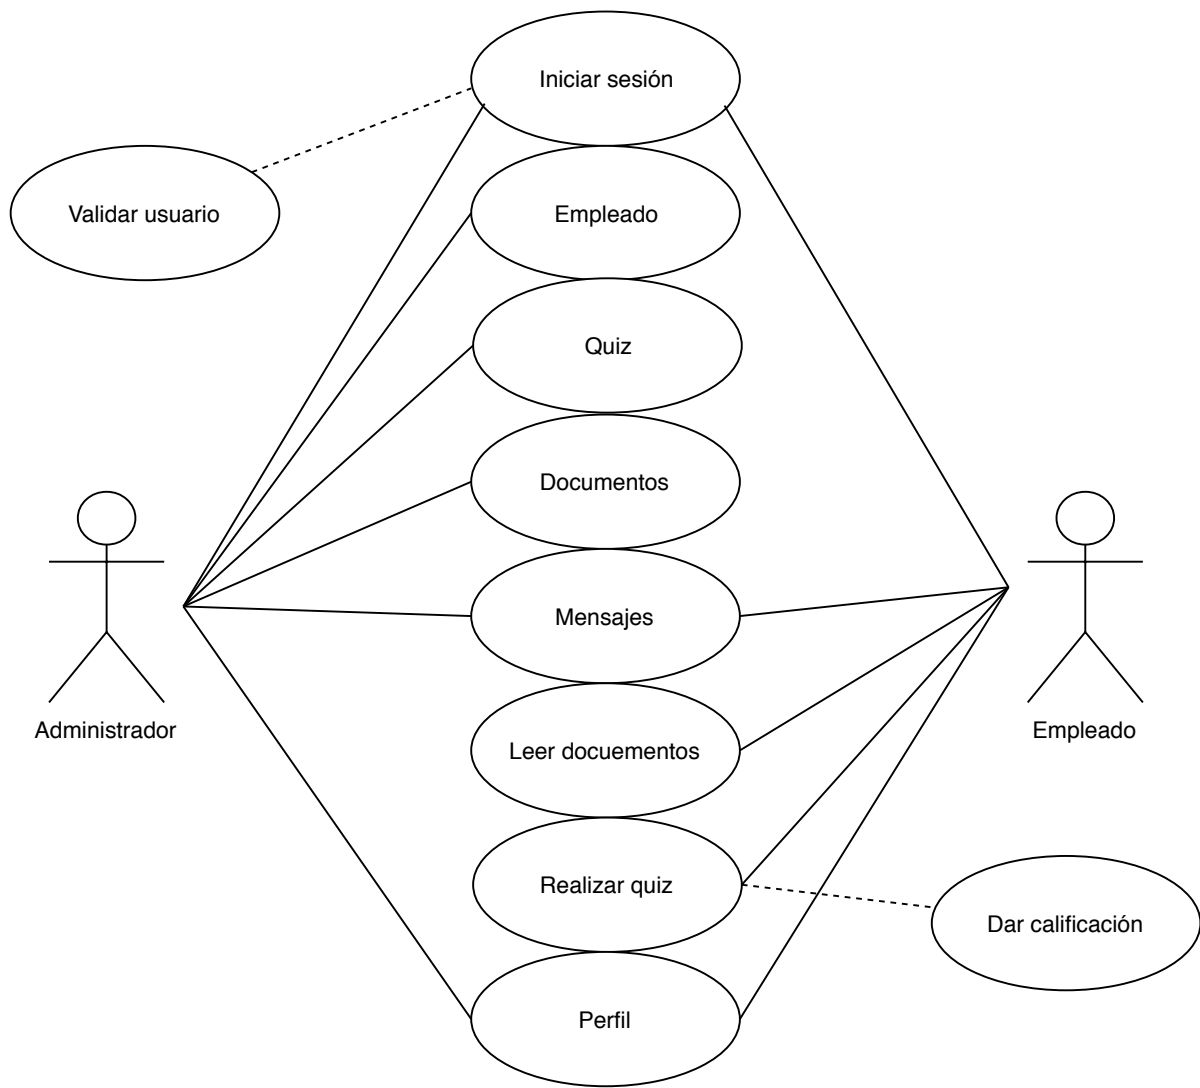 Iniciar sesión
Validar usuario
Empleado
Quiz
Documentos
Mensajes
Administrador
Empleado
Leer docuementos
Realizar quiz
Dar calificación
Perfil